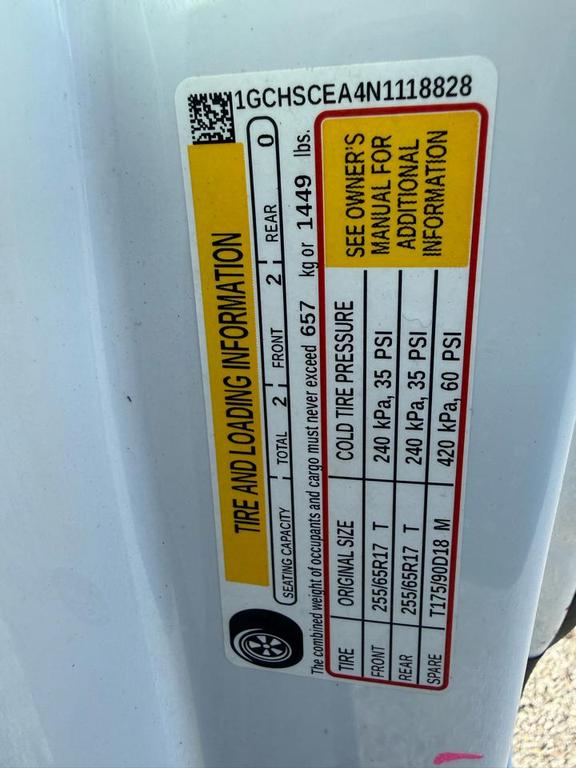 1GCHSCEA4N1118828
TIRE AND LOADING INFORMATION
SEATING CAPACITY TOTAL 2 FRONT 2 REAR 0
The combined weight of occupants and cargo must never exceed 657 kg or 1449 lbs.
TIRE ORIGINAL SIZE COLD TIRE PRESSURE
FRONT 255/65R17 T 240 kPa, 35 PSI
REAR 255/65R17 T 240 kPa, 35 PSI
SPARE T175/90D18 M 420 kPa, 60 PSI
SEE OWNER'S
MANUAL FOR
ADDITIONAL
INFORMATION